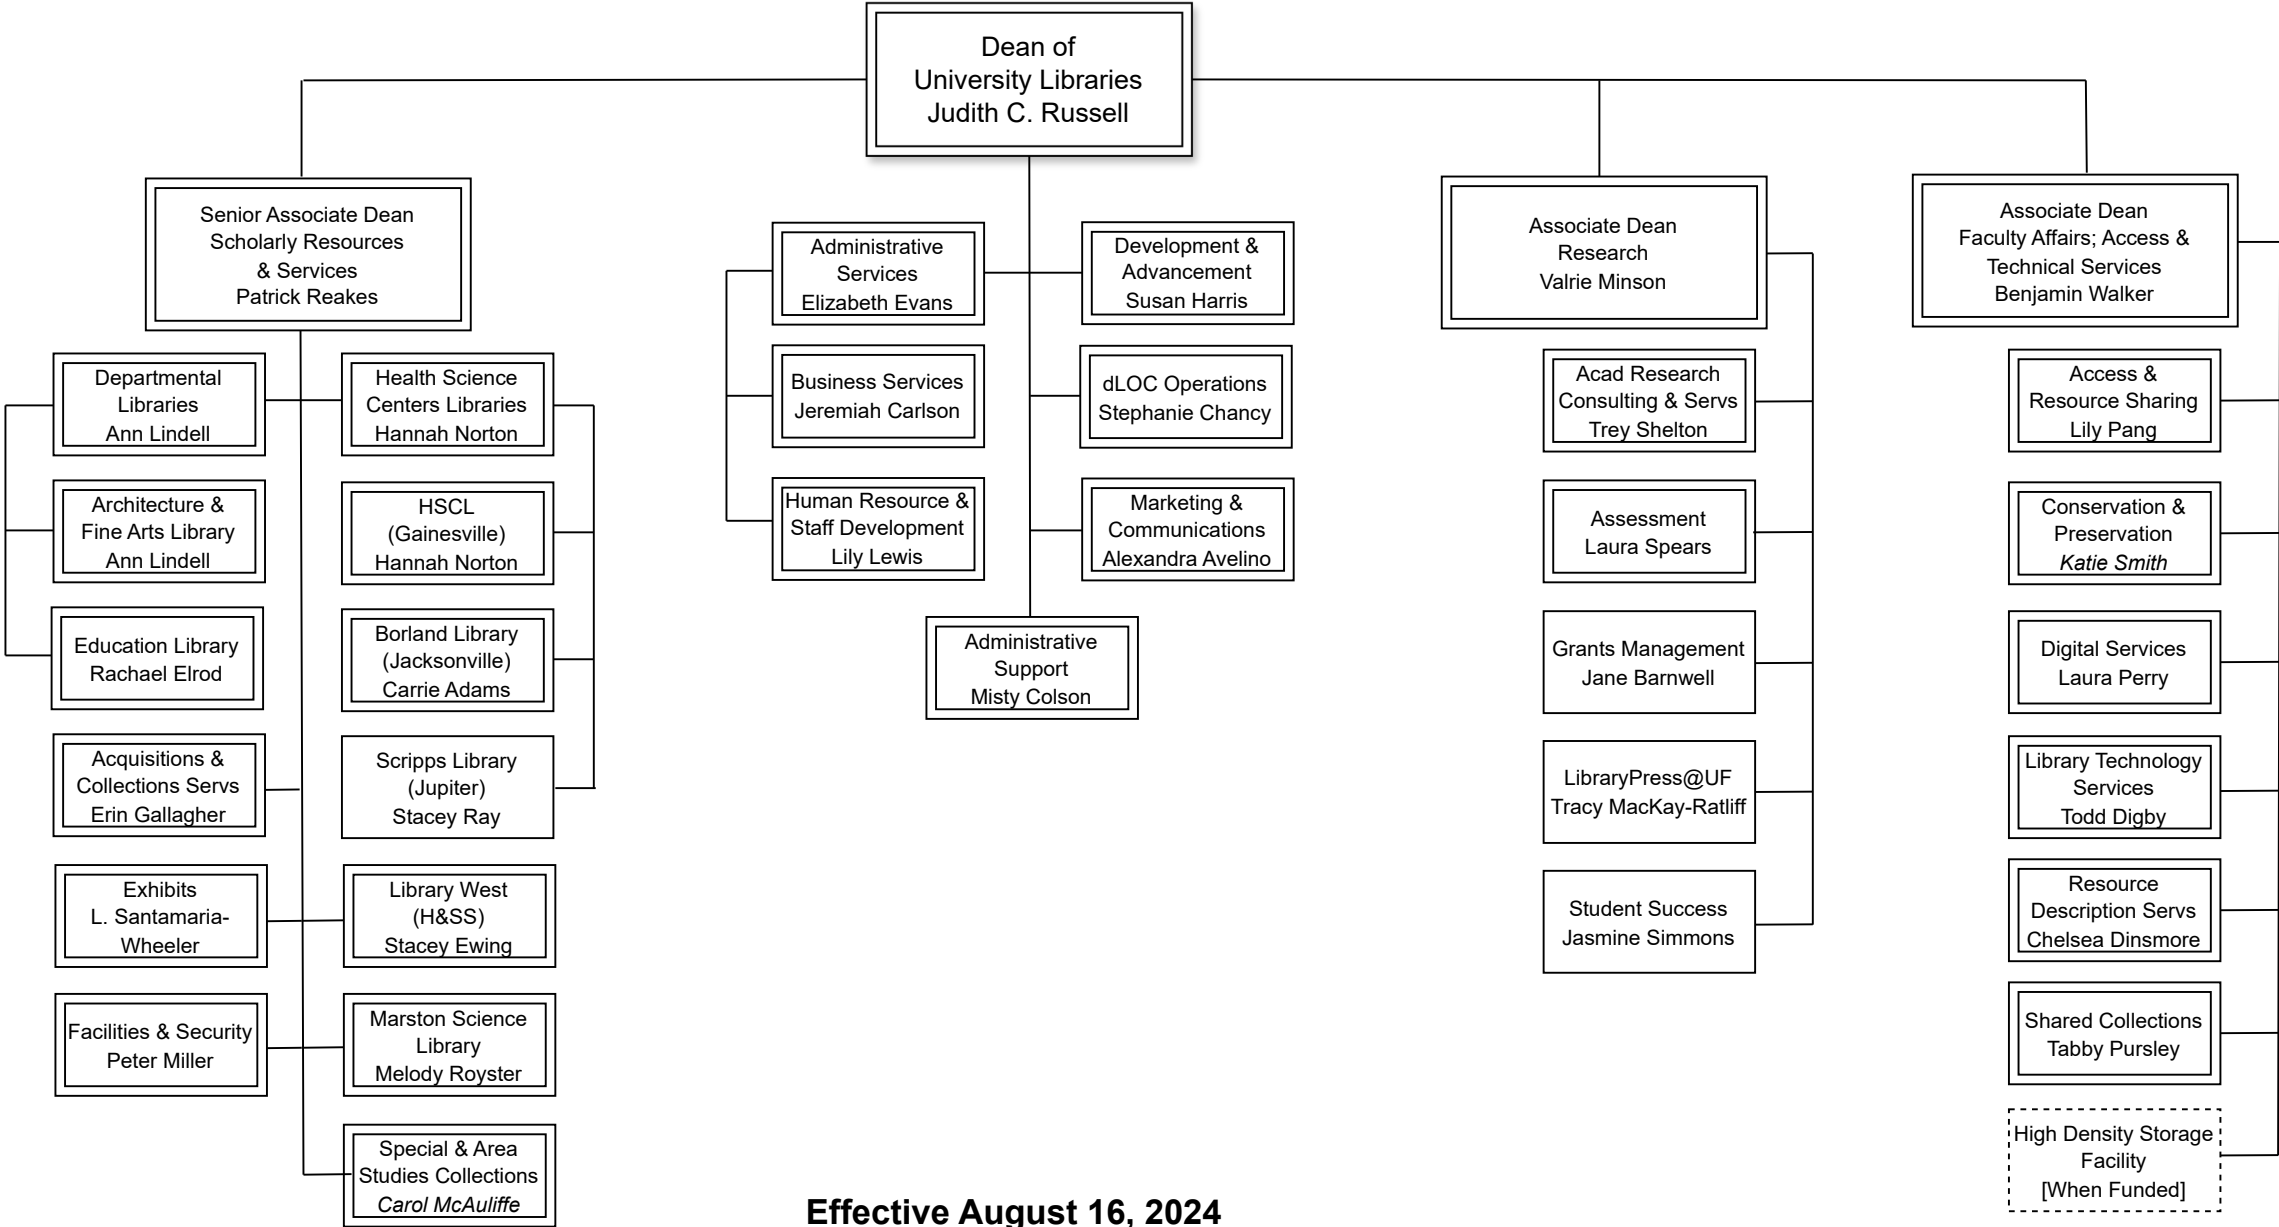 Dean of
University Libraries
Judith C. Russell
Senior Associate Dean
Scholarly Resources
& Services
Patrick Reakes
Departmental
Libraries
Ann Lindell
Health Science
Centers Libraries
Hannah Norton
Architecture &
Fine Arts Library
Ann Lindell
HSCL
(Gainesville)
Hannah Norton
Education Library
Rachael Elrod
Borland Library
(Jacksonville)
Carrie Adams
Acquisitions &
Collections Servs
Erin Gallagher
Scripps Library
(Jupiter)
Stacey Ray
Exhibits
L. Santamaria-
Wheeler
Library West
(H&SS)
Stacey Ewing
Facilities & Security
Peter Miller
Marston Science
Library
Melody Royster
Special & Area
Studies Collections
Carol McAuliffe
Administrative
Services
Elizabeth Evans
Development &
Advancement
Susan Harris
Business Services
Jeremiah Carlson
dLOC Operations
Stephanie Chancy
Human Resource &
Staff Development
Lily Lewis
Marketing &
Communications
Alexandra Avelino
Administrative
Support
Misty Colson
Associate Dean
Research
Valrie Minson
Acad Research
Consulting & Servs
Trey Shelton
Assessment
Laura Spears
Grants Management
Jane Barnwell
LibraryPress@UF
Tracy MacKay-Ratliff
Student Success
Jasmine Simmons
Associate Dean
Faculty Affairs; Access &
Technical Services
Benjamin Walker
Access &
Resource Sharing
Lily Pang
Conservation &
Preservation
Katie Smith
Digital Services
Laura Perry
Library Technology
Services
Todd Digby
Resource
Description Servs
Chelsea Dinsmore
Shared Collections
Tabby Pursley
High Density Storage
Facility
[When Funded]
Effective August 16, 2024